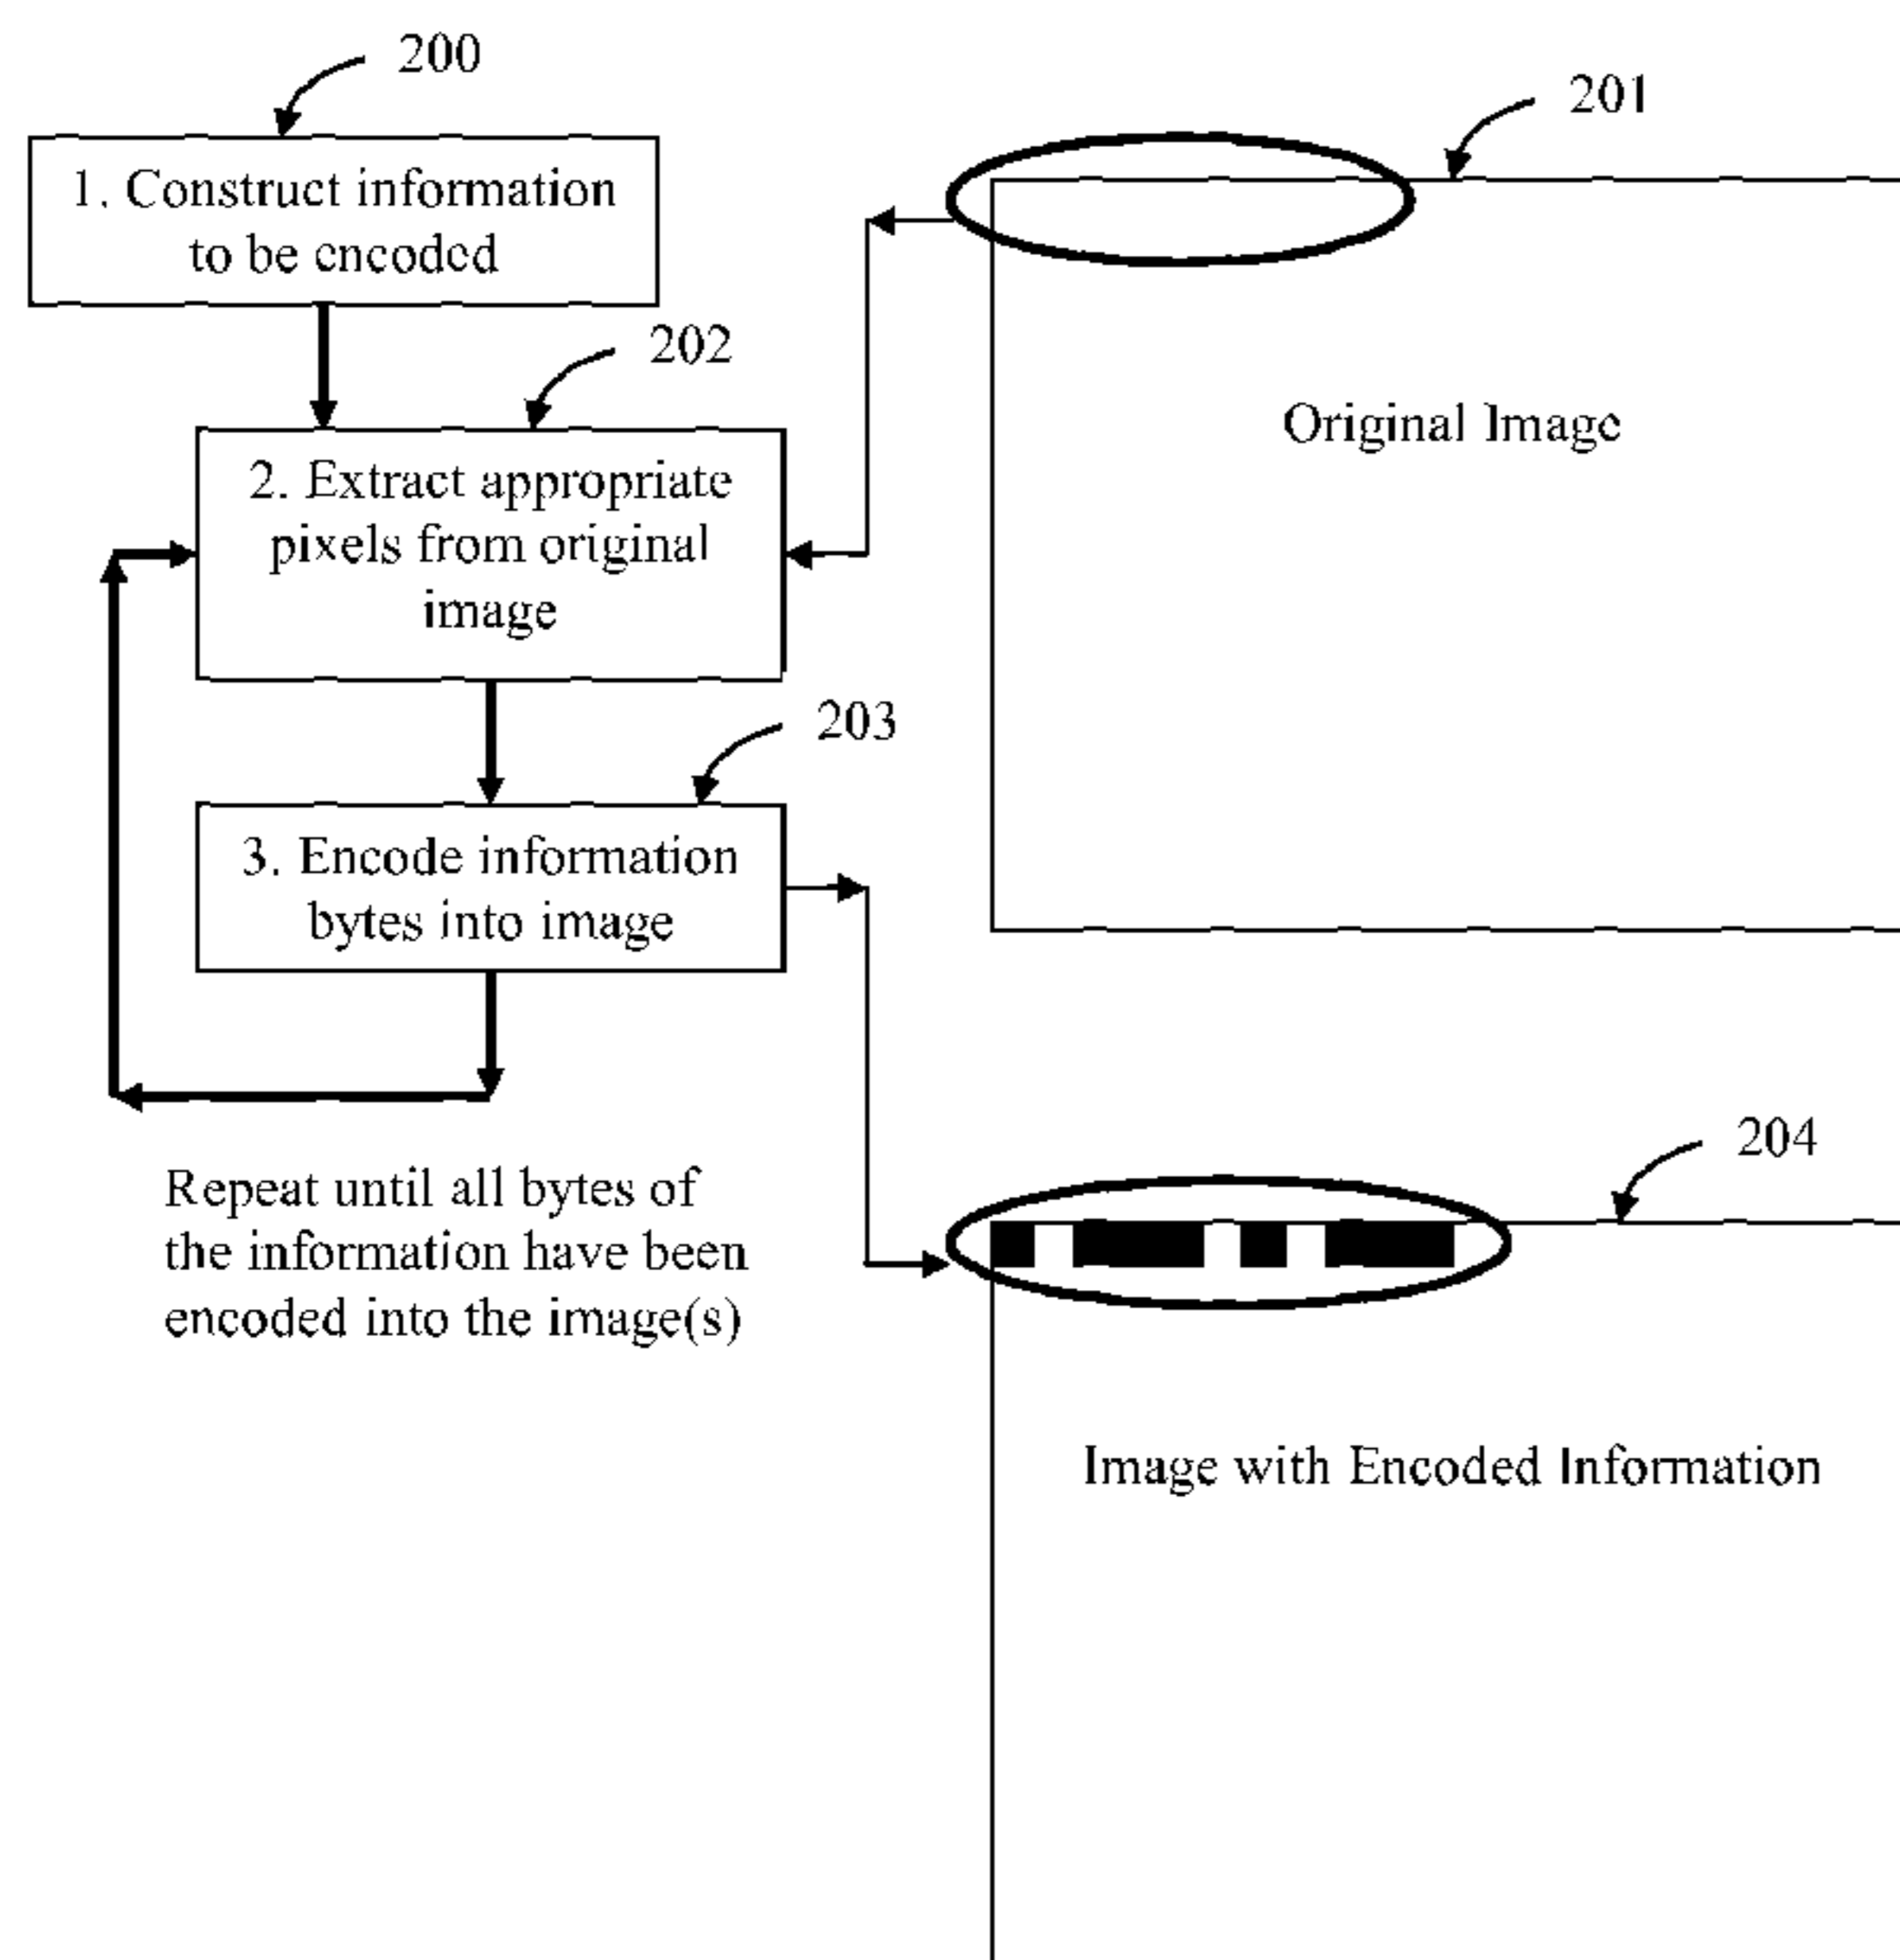 200
201
1. Construct information
to be encoded
202
Original Image
2. Extract appropriate
pixels from original
image
203
3. Encode information
bytes into image
204
Repeat until all bytes of
the information have been
encoded into the image(s)
Image with Encoded Information